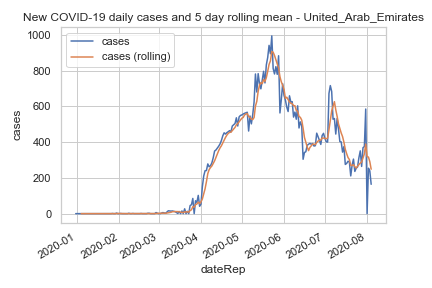 New COVID-19 daily cases and 5 day rolling mean - United_Arab_Emirates
cases
cases (rolling)
1000
800
600
400
200
0
cases
2020-01
2020-02
2020-03
2020-04
2020-05
2020-06
2020-07
2020-08
dateRep